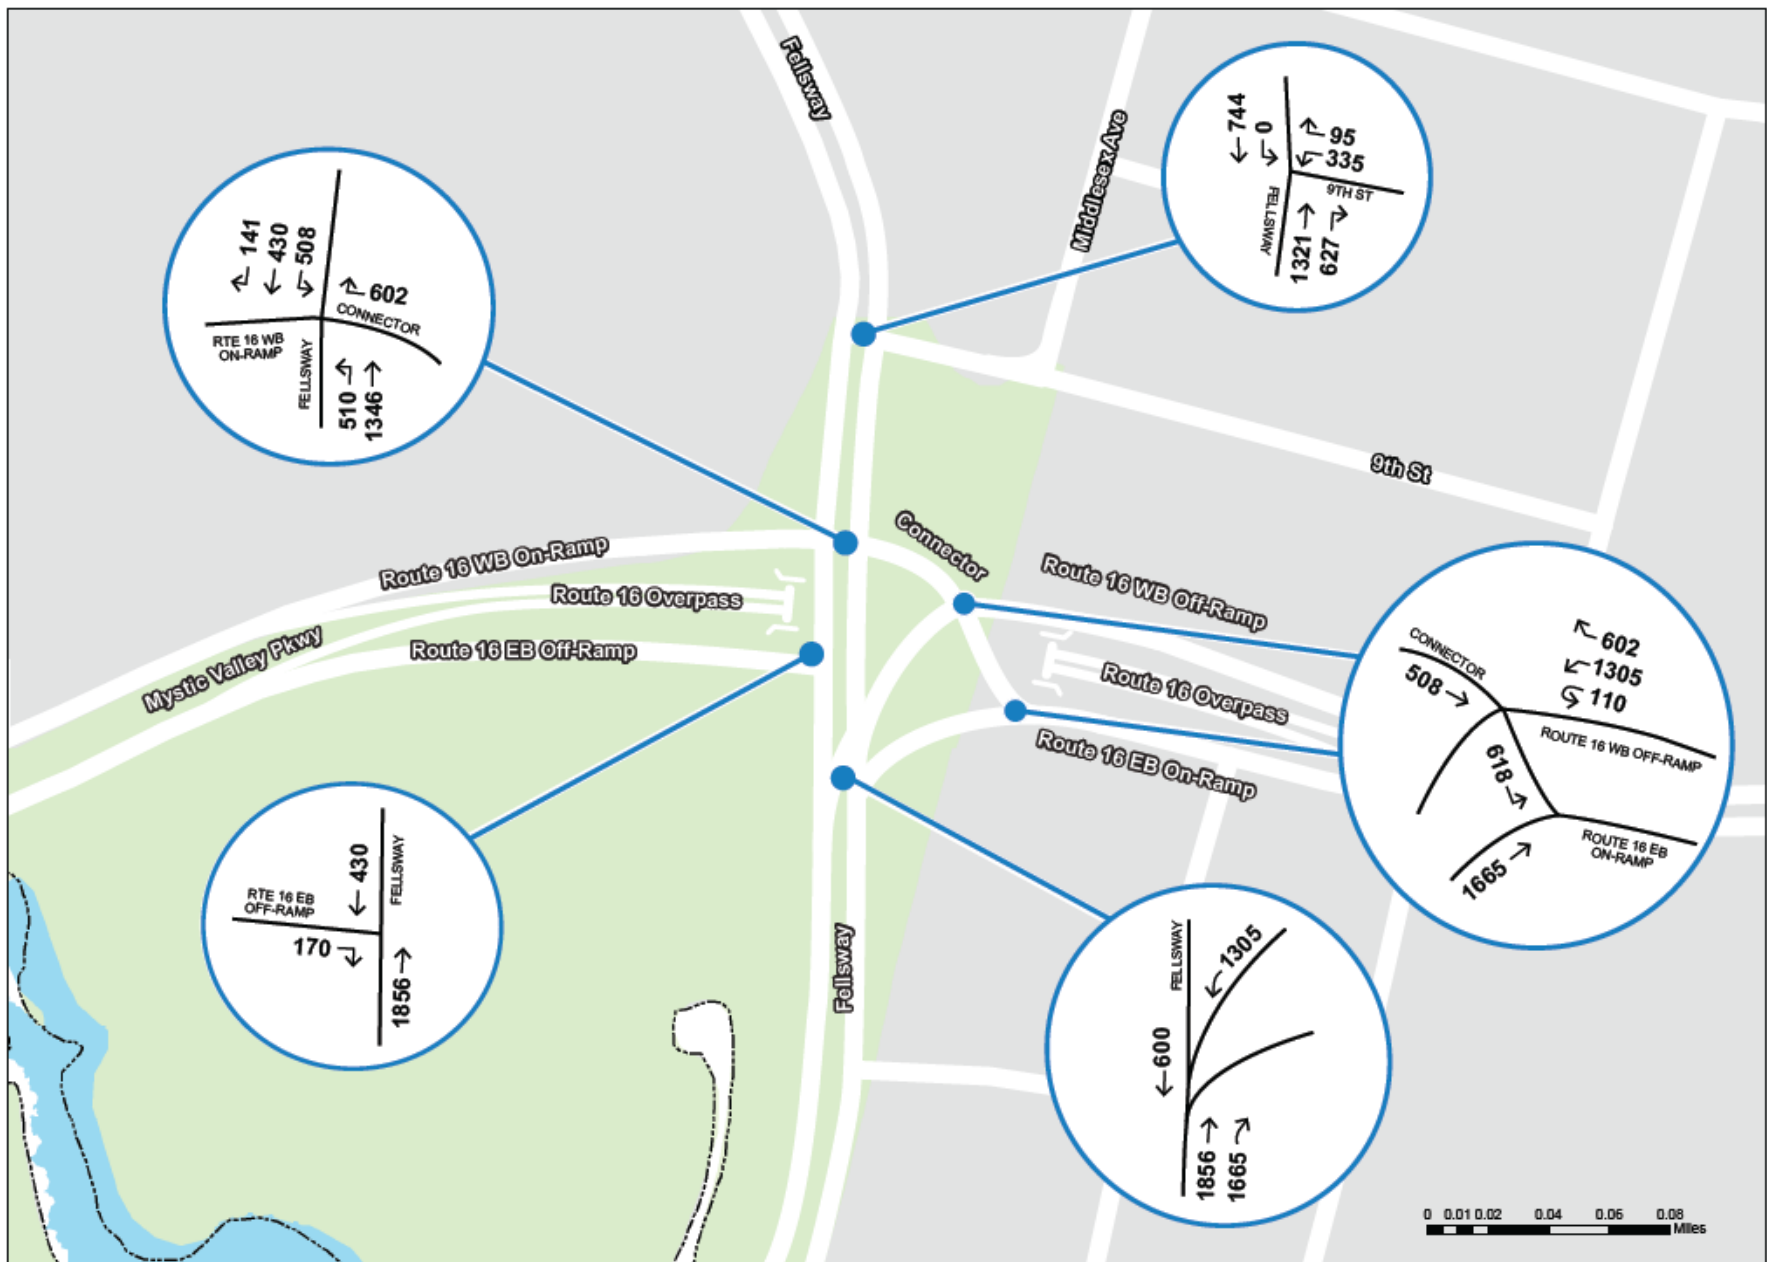 Fellsway
Middlesex Ave
744
0
95
335
9TH ST
FELLSWAY
1321
627
141
430
508
602
CONNECTOR
RTE 16 WB
ON-RAMP
FELLSWAY
510
1346
9th St
Connector
Route 16 WB On-Ramp
Route 16 Overpass
Route 16 EB Off-Ramp
Mystic Valley Pkwy
Route 16 WB Off-Ramp
Route 16 Overpass
Route 16 EB On-Ramp
602
1305
110
CONNECTOR
508
ROUTE 16 WB OFF-RAMP
618
ROUTE 16 EB
ON-RAMP
1665
430
FELLSWAY
RTE 16 EB
OFF-RAMP
170
1856
Fellsway
FELLSWAY
1305
600
1856
1665
0 0.01 0.02 0.04 0.06 0.08
Miles